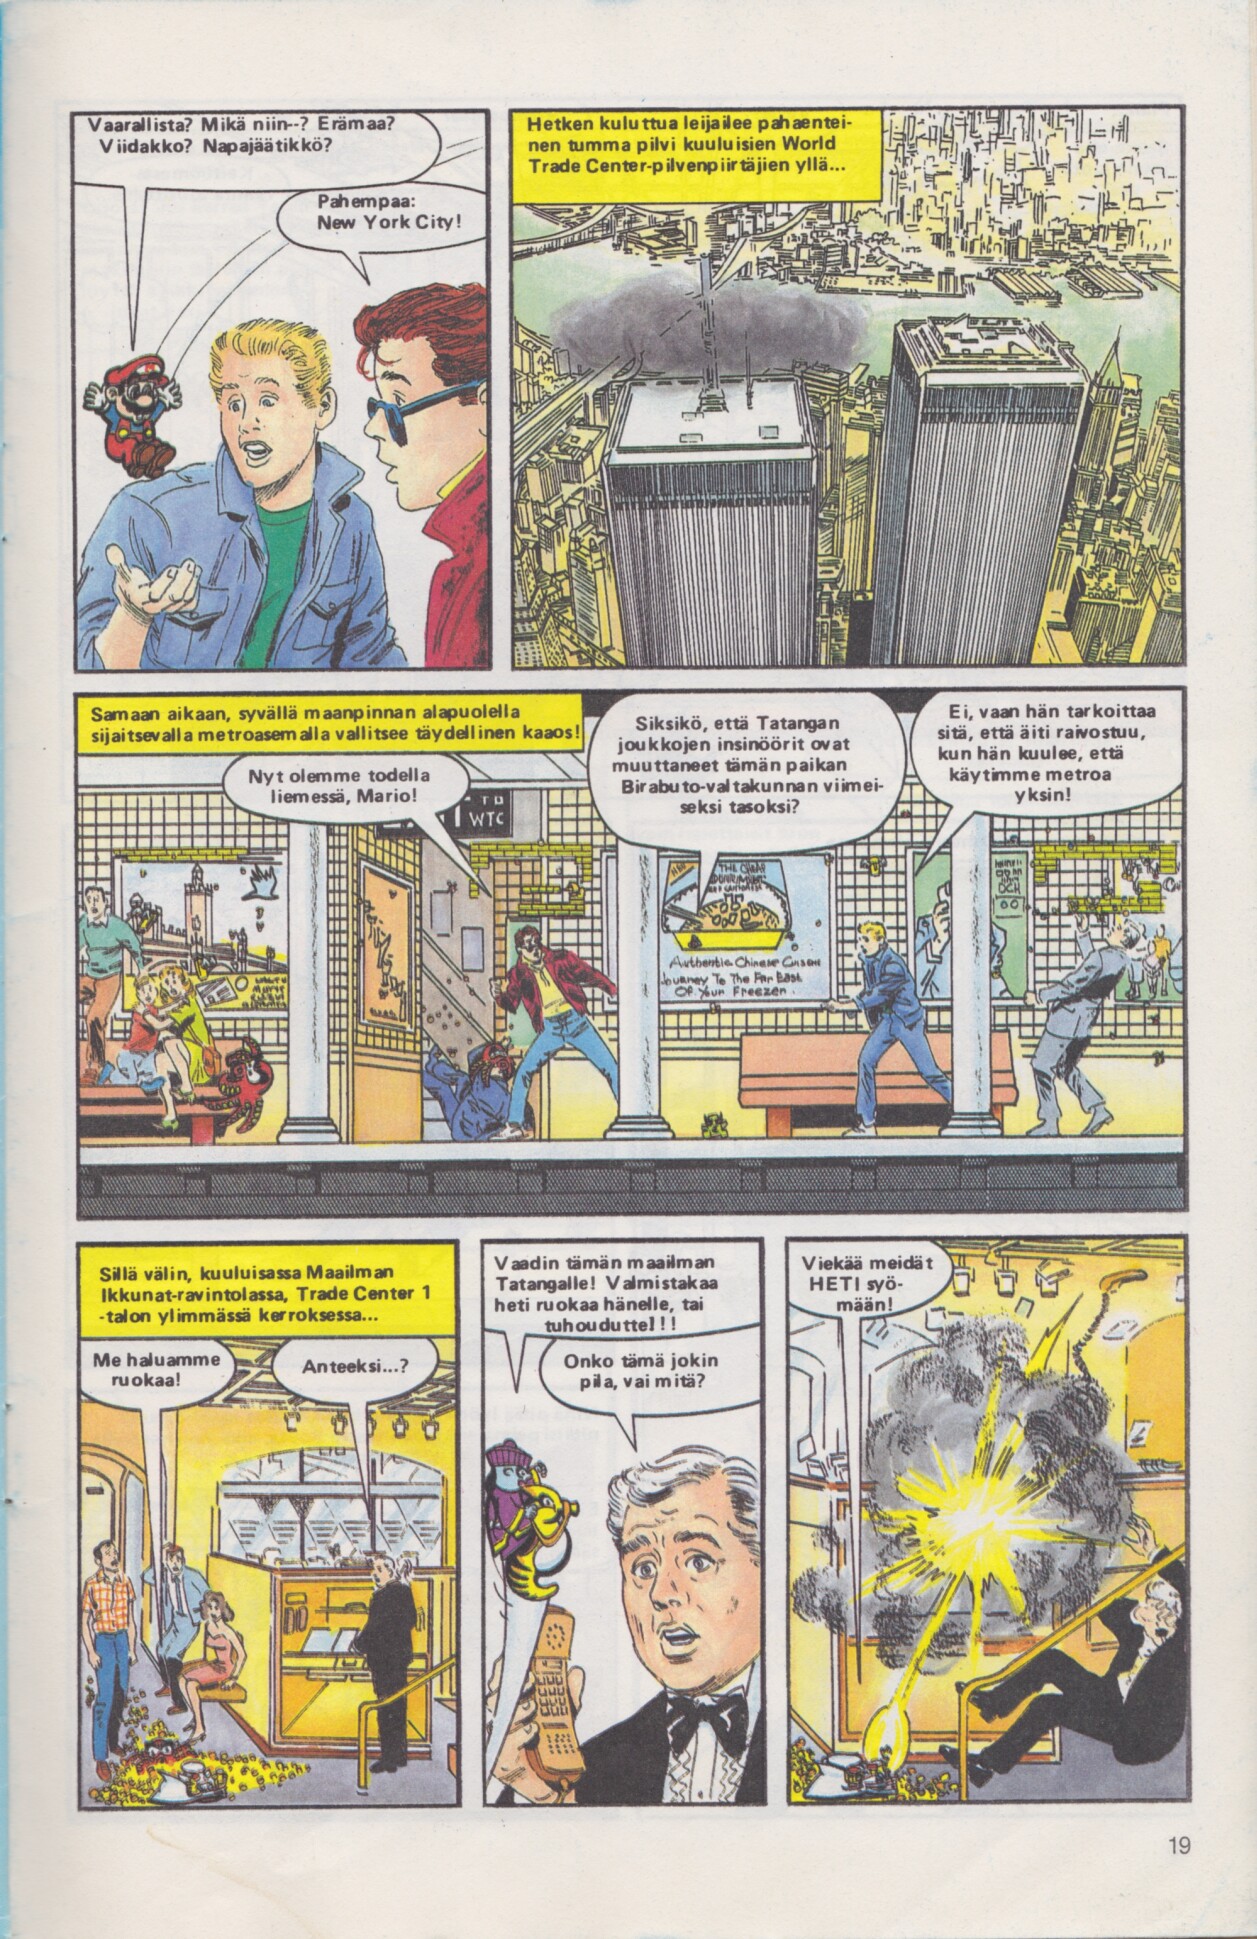 Vaarallista? Mikä niin--? Erämaa?
Viidakko? Napajäätikkö?
Pahempaa:
New York City!
Hetken kuluttua leijailee pahaentei-
nen tumma pilvi kuuluisien World
Trade Center-pilvenpiirtäjien yllä...
Samaan aikaan, syvällä maanpinnan alapuolella
sijaitsevalla metroasemalla vallitsee täydellinen kaaos!
Nyt olemme todella
liemessä, Mario!
Siksikö, että Tatangan
joukkojen insinöörit ovat
muuttaneet tämän paikan
Birabuto-valtakunnan viimei-
seksi tasoksi?
Ei, vaan hän tarkoittaa
sitä, että äiti raivostuu,
kun hän kuulee, että
käytimme metroa
yksin!
TO
WTC
THE CHEAP
Authentic Chinese Cuisine
Journey To The Far East
Of Your Freezer.
Sillä välin, kuuluisassa Maailman
Ikkunat-ravintolassa, Trade Center 1
-talon ylimmässä kerroksessa...
Me haluamme
ruokaa!
Anteeksi...?
Vaadin tämän maailman
Tatangalle! Valmistakaa
heti ruokaa hänelle, tai
tuhoudutte!!!
Onko tämä jokin
pila, vai mitä?
Viekää meidät
HETI syö-
mään!
19